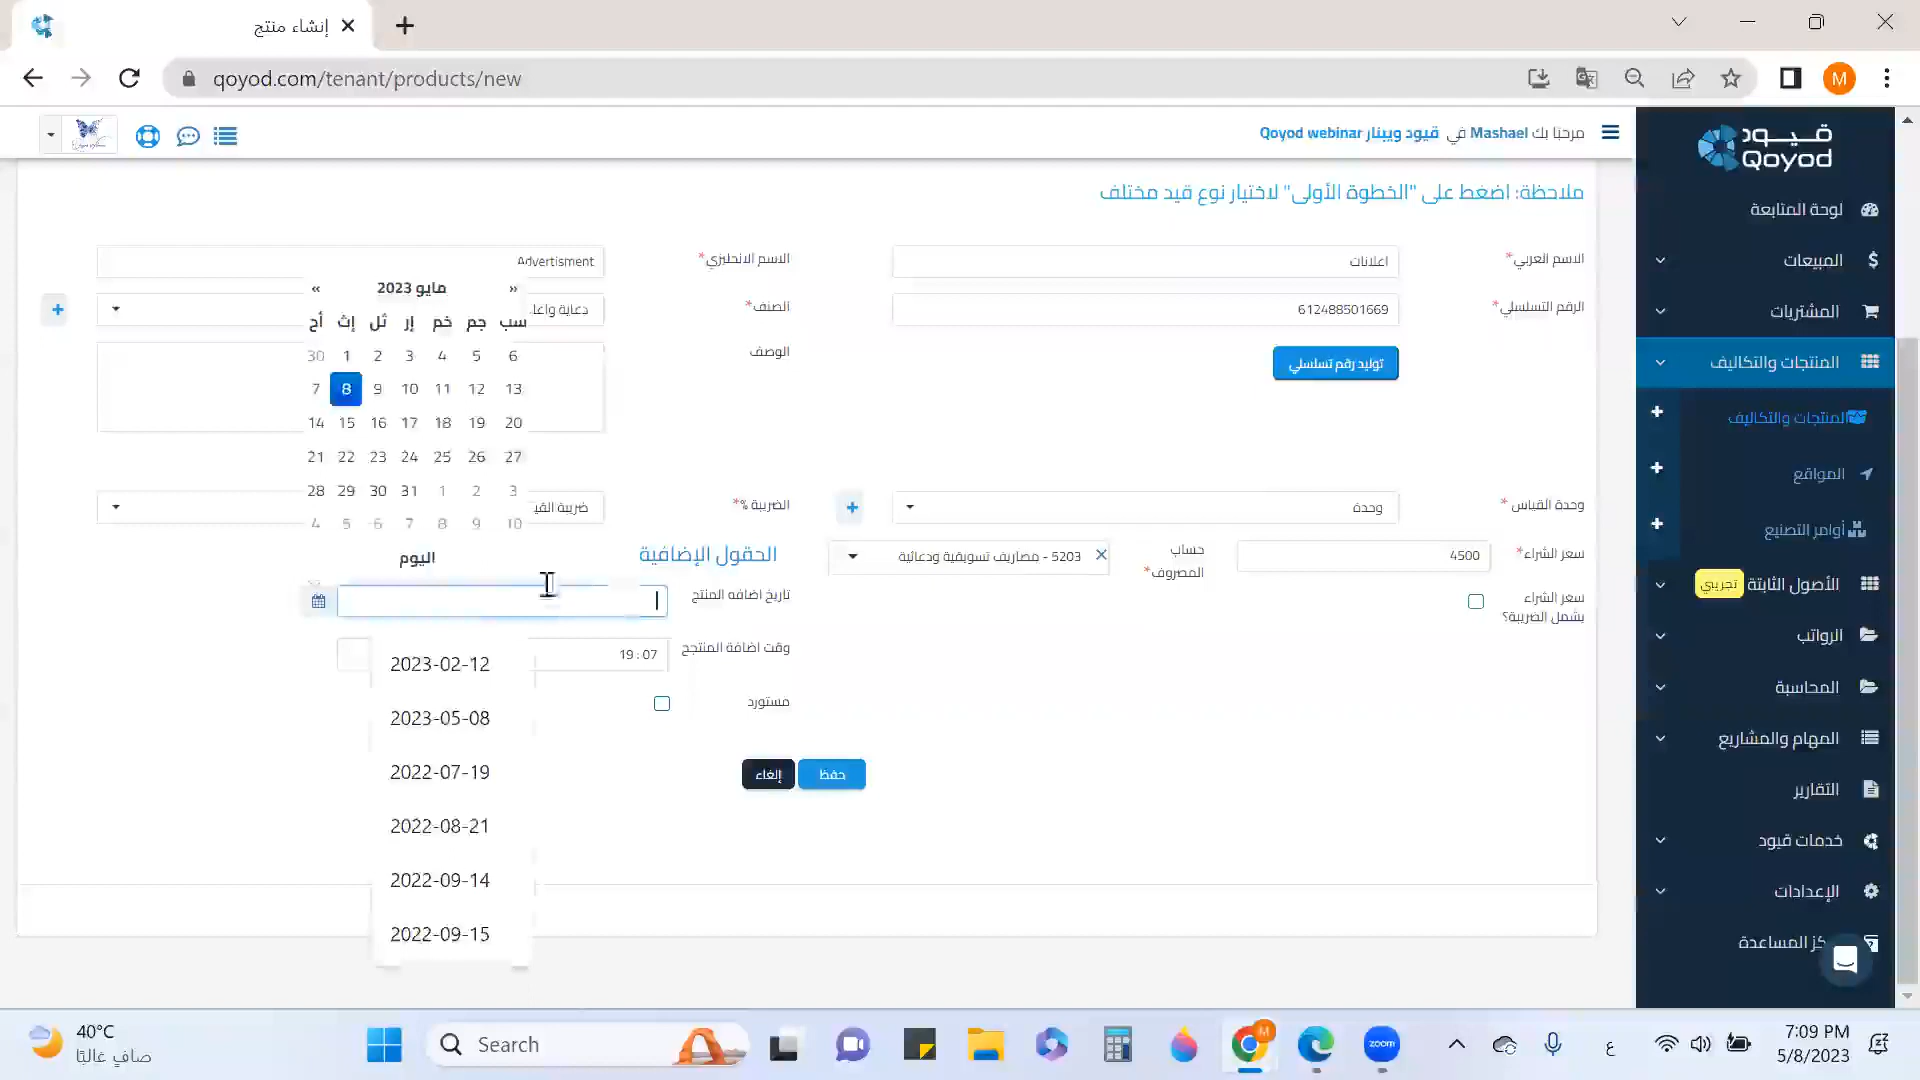 إنشاء منتج
qoyod.com/tenant/products/new
M
مرحبًا بك Mashael في قيود ويبنار Qoyod webinar
قيود
Qoyod
لوحة المتابعة
المبيعات
المشتريات
المنتجات والتكاليف
المنتجات والتكاليف
المواقع
أوامر التصنيع
الأصول الثابتة تجريبي
الرواتب
المحاسبة
المهام والمشاريع
التقارير
خدمات قيود
الإعدادات
المساعدة
ملاحظة: اضغط على "الخطوة الأولى" لاختيار نوع قيد مختلف
الاسم العربي*
اعلانات
الاسم الانجليزي*
Advertisment
الرقم التسلسلي*
612488501669
الصنف*
دعاية واعلا
توليد رقم تسلسلي
الوصف
وحدة القياس *
وحدة
الضريبة %*
ضريبة القي
سعر الشراء*
4500
حساب المصروف*
5203 - مصاريف تسويقية ودعائية
سعر الشراء يشمل الضريبة؟
الحقول الإضافية
تاريخ اضافه المنتج
وقت اضافة المنتجح
19:07
مستورد
حفظ
إلغاء
« مايو 2023 »
أح إث ثل إر خم جم سب
30 1 2 3 4 5 6
7 8 9 10 11 12 13
14 15 16 17 18 19 20
21 22 23 24 25 26 27
28 29 30 31 1 2 3
4 5 6 7 8 9 10
اليوم
2023-02-12
2023-05-08
2022-07-19
2022-08-21
2022-09-14
2022-09-15
40°C
صافٍ غالبًا
Search
M
zoom
ع
7:09 PM
5/8/2023